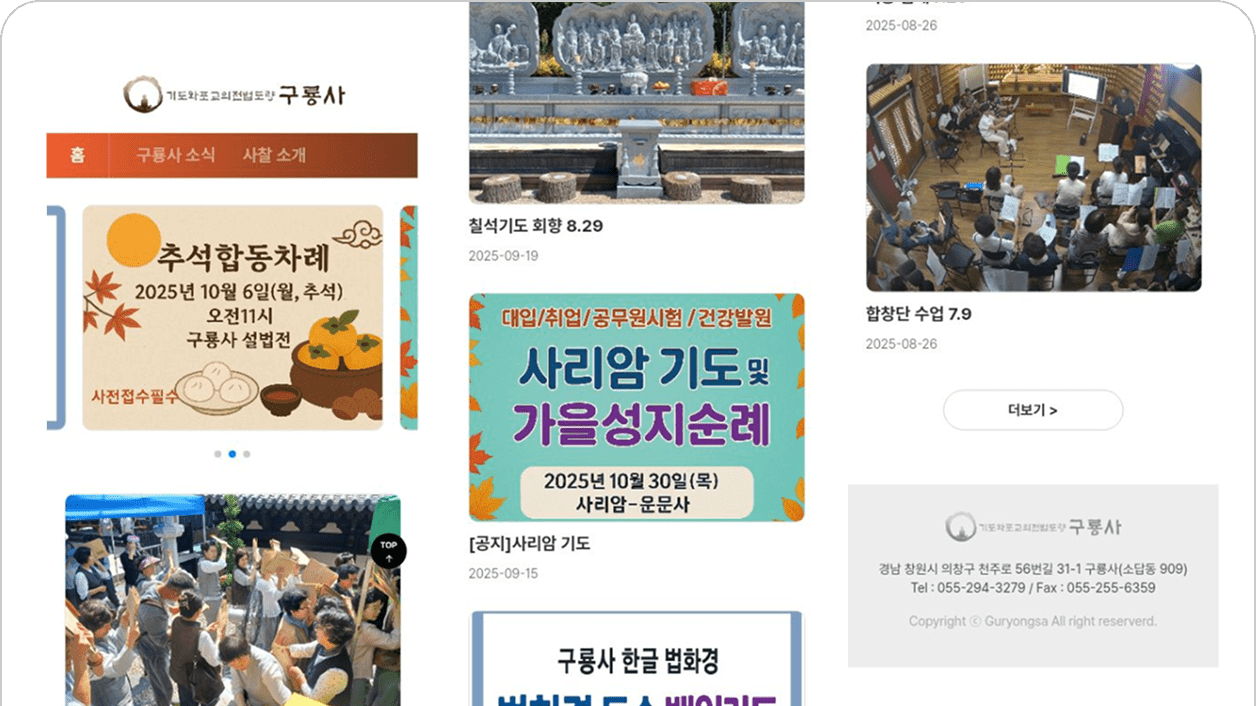 기도와포교의전법도량 구룡사
홈 구룡사 소식 사찰 소개
추석합동차례
2025년 10월 6일(월, 추석)
오전11시
구룡사 설법전
사전접수필수
TOP
칠석기도 회향 8.29
2025-09-19
대입/취업/공무원시험 /건강발원
사리암 기도 및
가을성지순례
2025년 10월 30일(목)
사리암-운문사
[공지]사리암 기도
2025-09-15
구룡사 한글 법화경
2025-08-26
합창단 수업 7.9
2025-08-26
더보기 >
기도와포교의전법도량 구룡사
경남 창원시 의창구 천주로 56번길 31-1 구룡사(소답동 909)
Tel : 055-294-3279 / Fax : 055-255-6359
Copyright ⓒ Guryongsa All right reserverd.